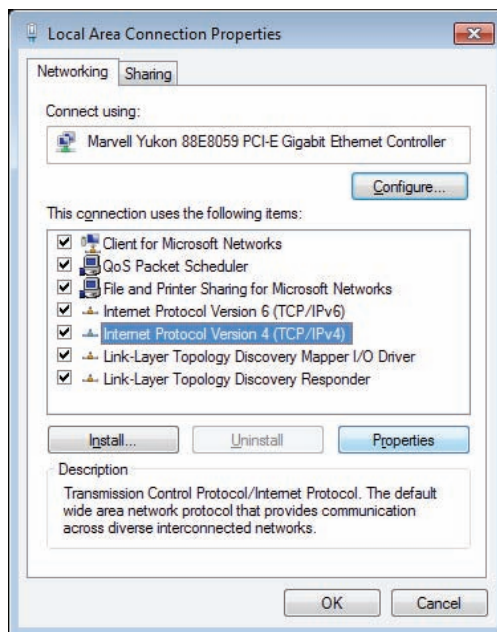 Local Area Connection Properties
Networking
Sharing
Connect using:
Marvell Yukon 88E8059 PCI-E Gigabit Ethernet Controller
Configure...
This connection uses the following items:
Client for Microsoft Networks
QoS Packet Scheduler
File and Printer Sharing for Microsoft Networks
Internet Protocol Version 6 (TCP/IPv6)
Internet Protocol Version 4 (TCP/IPv4)
Link-Layer Topology Discovery Mapper I/O Driver
Link-Layer Topology Discovery Responder
Install...
Uninstall
Properties
Description
Transmission Control Protocol/Internet Protocol. The default
wide area network protocol that provides communication
across diverse interconnected networks.
OK
Cancel